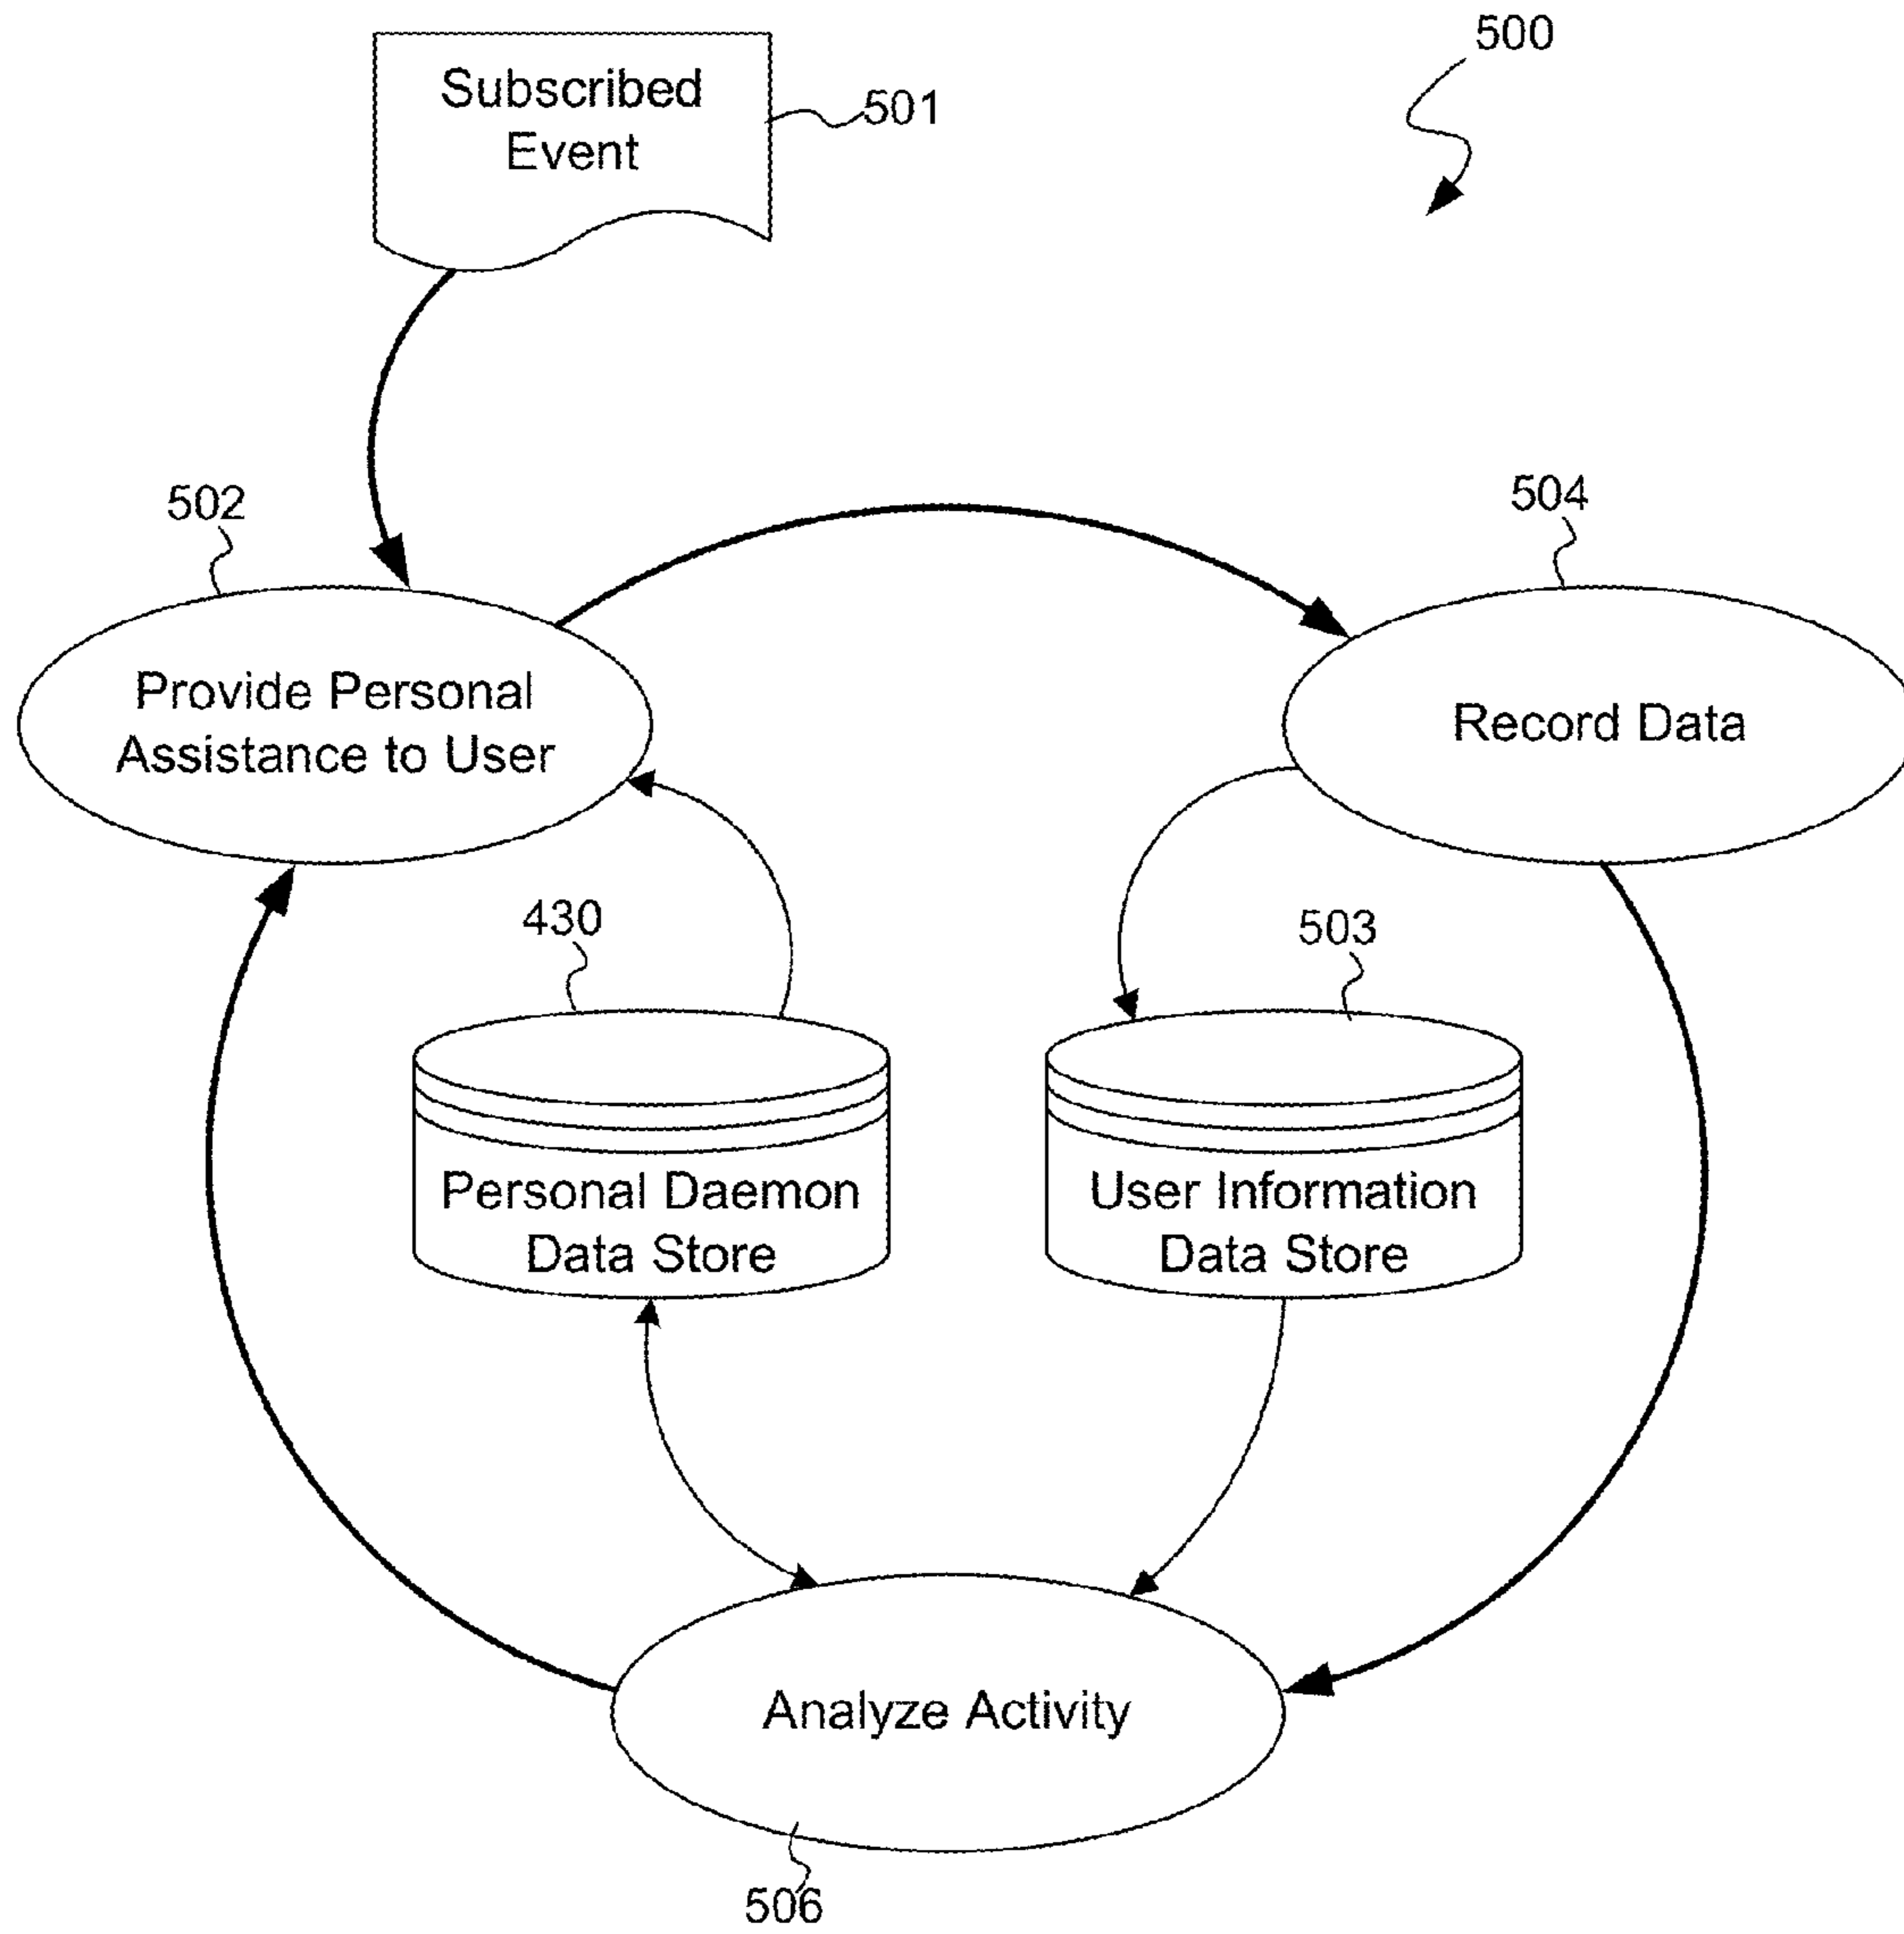 500
Subscribed
Event
501
502
504
Provide Personal
Assistance to User
Record Data
430
503
Personal Daemon
Data Store
User Information
Data Store
Analyze Activity
506